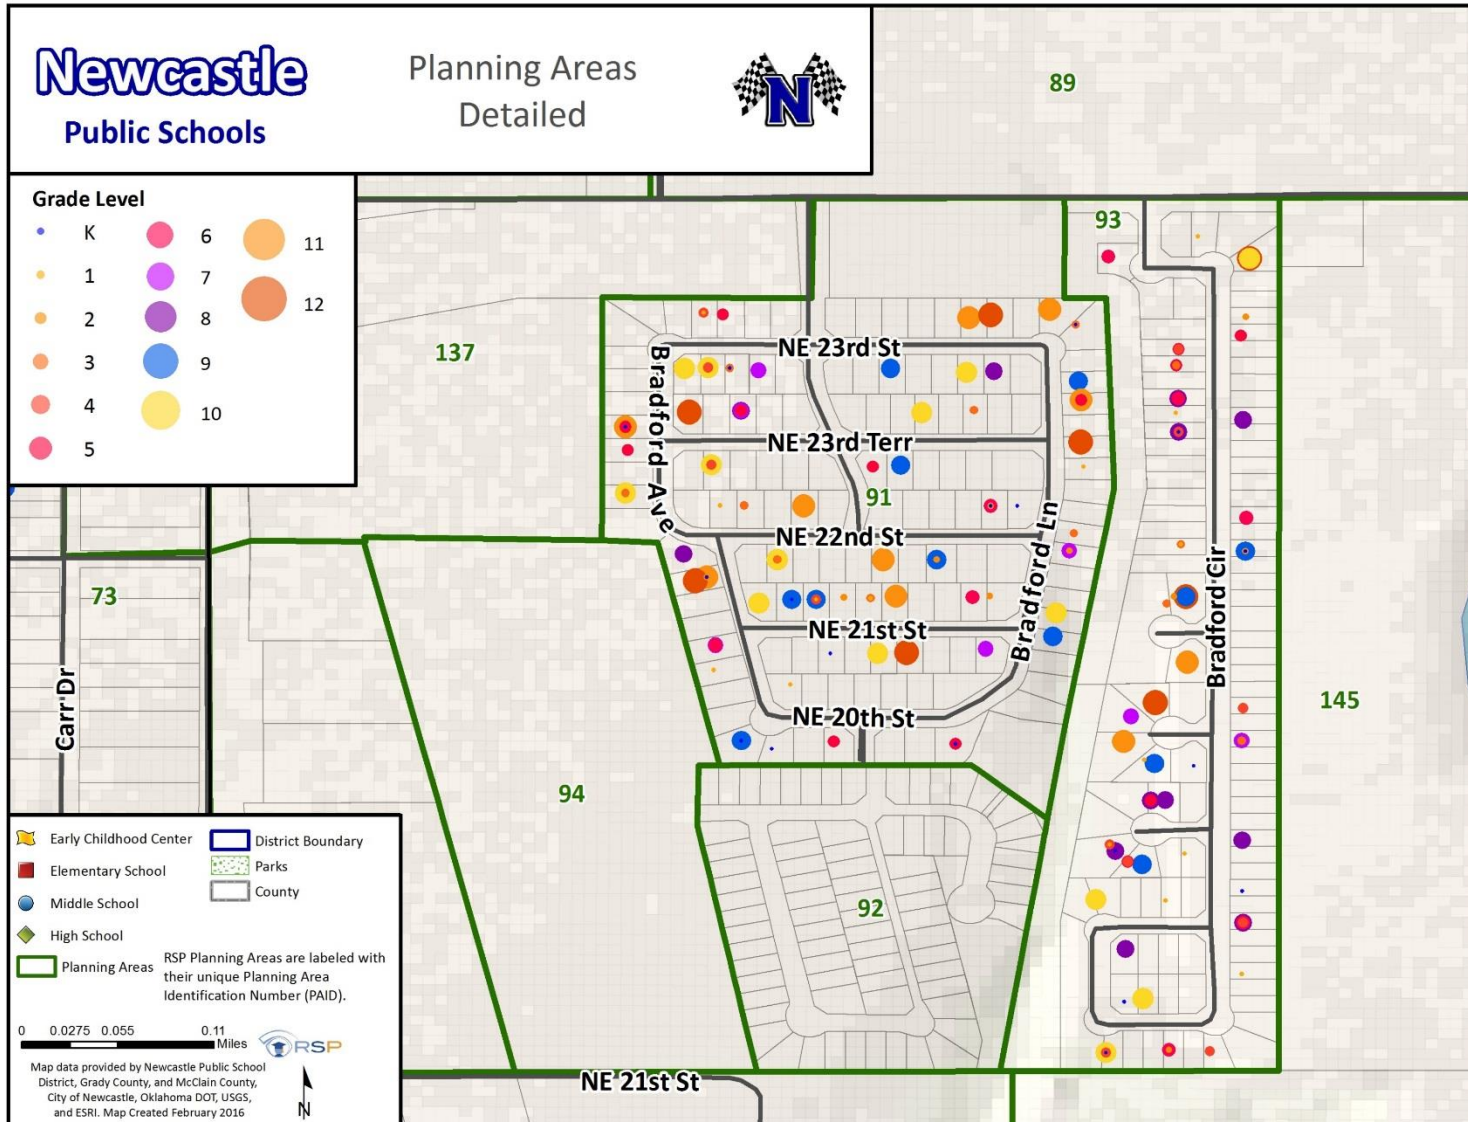 Newcastle
Public Schools
Planning Areas
Detailed
N
Grade Level
K
1
2
3
4
5
6
7
8
9
10
11
12
89
93
137
91
73
94
92
145
NE 23rd St
NE 23rd Terr
NE 22nd St
NE 21st St
NE 20th St
Bradford Ave
Bradford Ln
Bradford Cir
Carr Dr
NE 21st St
Early Childhood Center
Elementary School
Middle School
High School
Planning Areas
District Boundary
Parks
County
RSP Planning Areas are labeled with
their unique Planning Area
Identification Number (PAID).
0 0.0275 0.055 0.11
Miles
RSP
Map data provided by Newcastle Public School
District, Grady County, and McClain County,
City of Newcastle, Oklahoma DOT, USGS,
and ESRI. Map Created February 2016
N